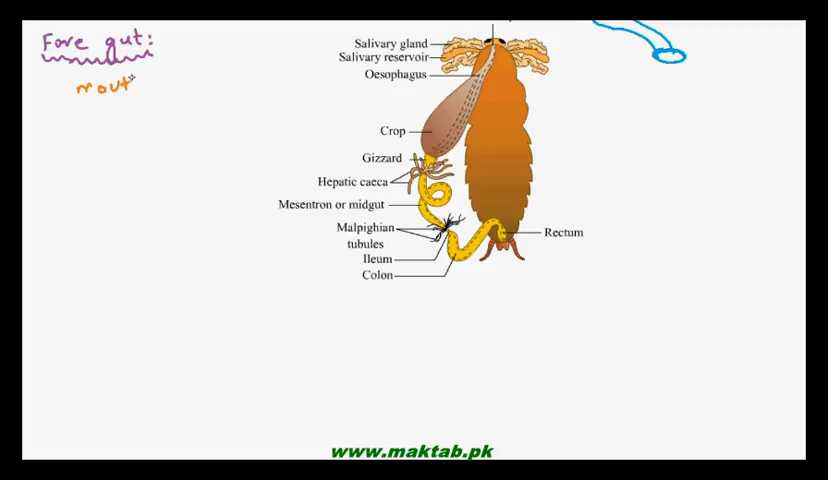 Fore gut:
mout
Salivary gland
Salivary reservoir
Oesophagus
Crop
Gizzard
Hepatic caeca
Mesentron or midgut
Malpighian
tubules
Ileum
Colon
Rectum
www.maktab.pk